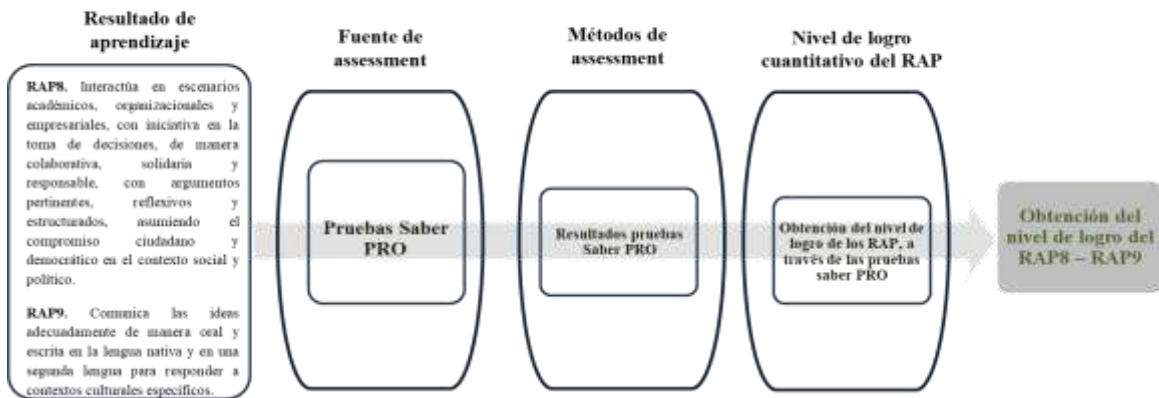 Resultado de
aprendizaje
RAP8. Interactúa en escenarios
académicos, organizacionales y
empresariales, con iniciativa en la
toma de decisiones, de manera
colaborativa, solidaria y
responsable, con argumentos
pertinentes, reflexivos y
estructurados, asumiendo el
compromiso ciudadano y
democrático en el contexto social y
político.
RAP9. Comunica las ideas
adecuadamente de manera oral y
escrita en la lengua nativa y en una
segunda lengua para responder a
contextos culturales específicos.
Fuente de
assessment
Pruebas Saber
PRO
Métodos de
assessment
Resultados pruebas
Saber PRO
Nivel de logro
cuantitativo del RAP
Obtención del nivel de
logro de los RAP, a
través de las pruebas
saber PRO
Obtención del
nivel de logro del
RAP8 – RAP9